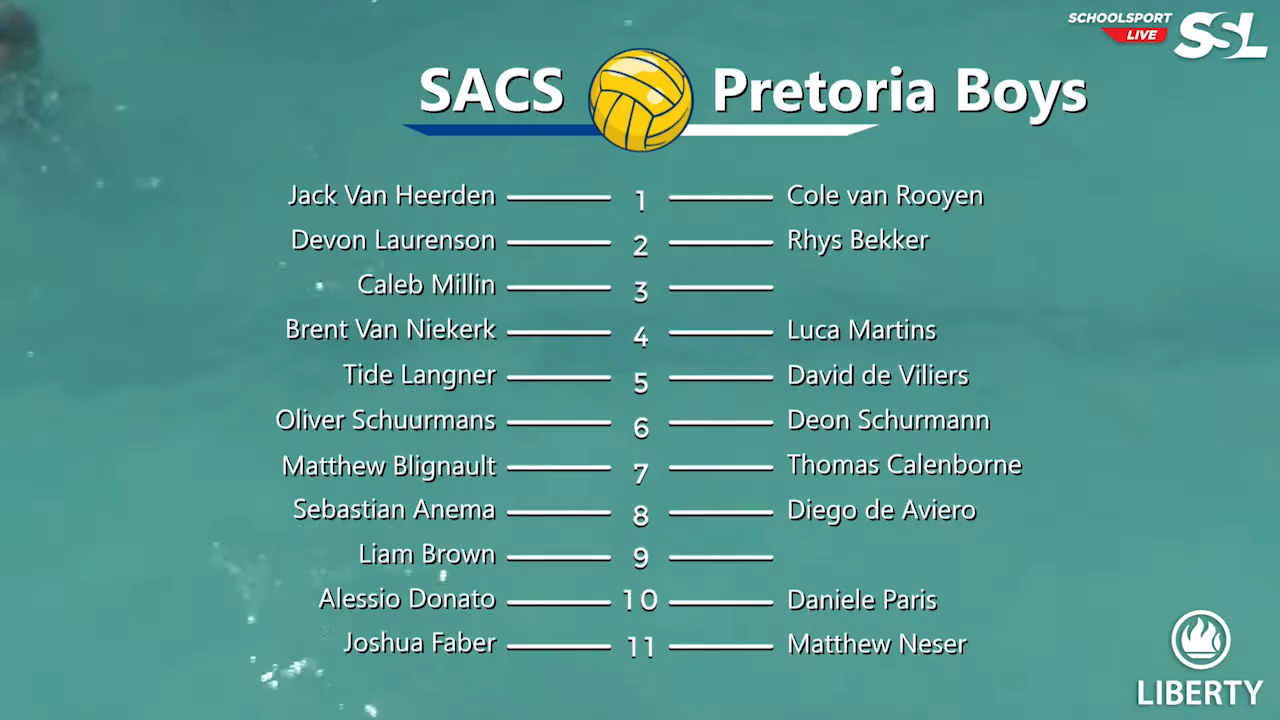 SCHOOLSPORT
LIVE SSL
SACS Pretoria Boys
Jack Van Heerden 1 Cole van Rooyen
Devon Laurenson 2 Rhys Bekker
Caleb Millin 3
Brent Van Niekerk 4 Luca Martins
Tide Langner 5 David de Viliers
Oliver Schuurmans 6 Deon Schurmann
Matthew Blignault 7 Thomas Calenborne
Sebastian Anema 8 Diego de Aviero
Liam Brown 9
Alessio Donato 10 Daniele Paris
Joshua Faber 11 Matthew Neser
LIBERTY